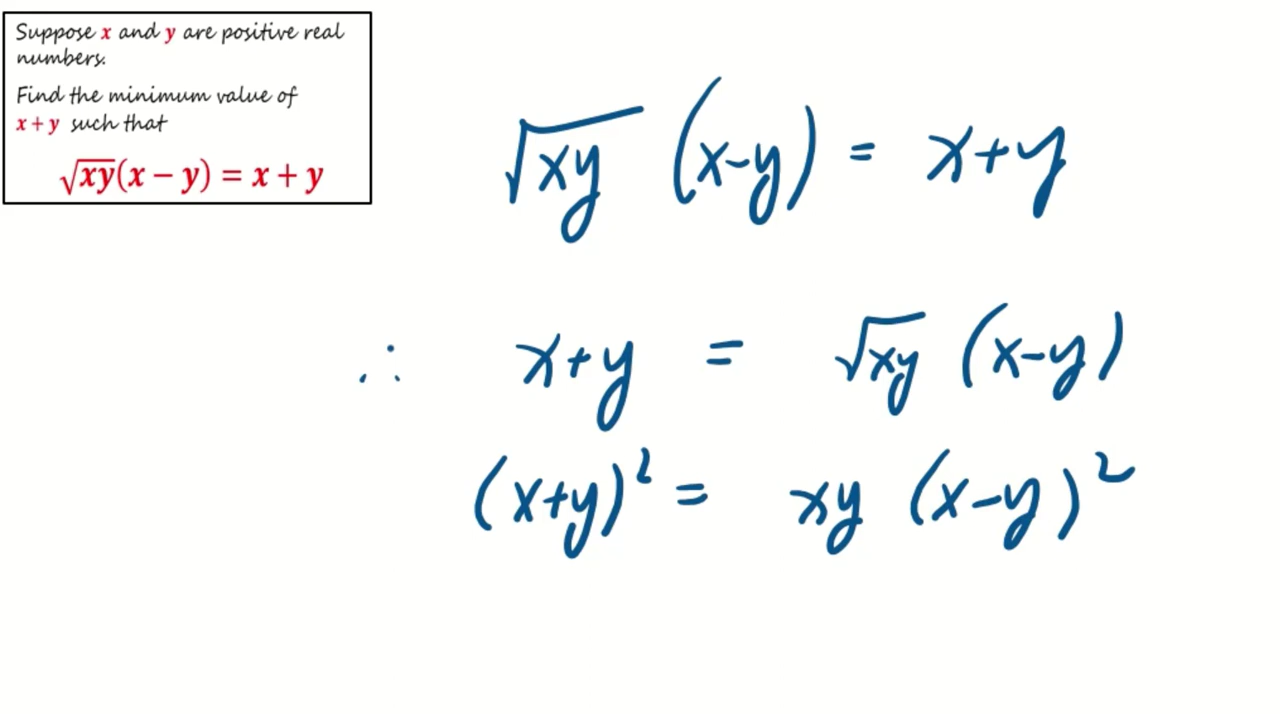 Suppose x and y are positive real
numbers.
Find the minimum value of
x + y such that
√xy(x − y) = x + y
√xy (x-y) = x+y
∴ x+y = √xy (x-y)
(x+y)² = xy (x-y)²